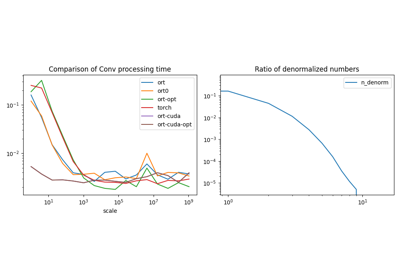 Comparison of Conv processing time
ort
ort0
ort-opt
torch
ort-cuda
ort-cuda-opt
10⁻¹
10⁻²
10¹
10³
10⁵
10⁷
10⁹
scale
Ratio of denormalized numbers
n_denorm
10⁻¹
10⁻²
10⁻³
10⁻⁴
10⁻⁵
10⁰
10¹